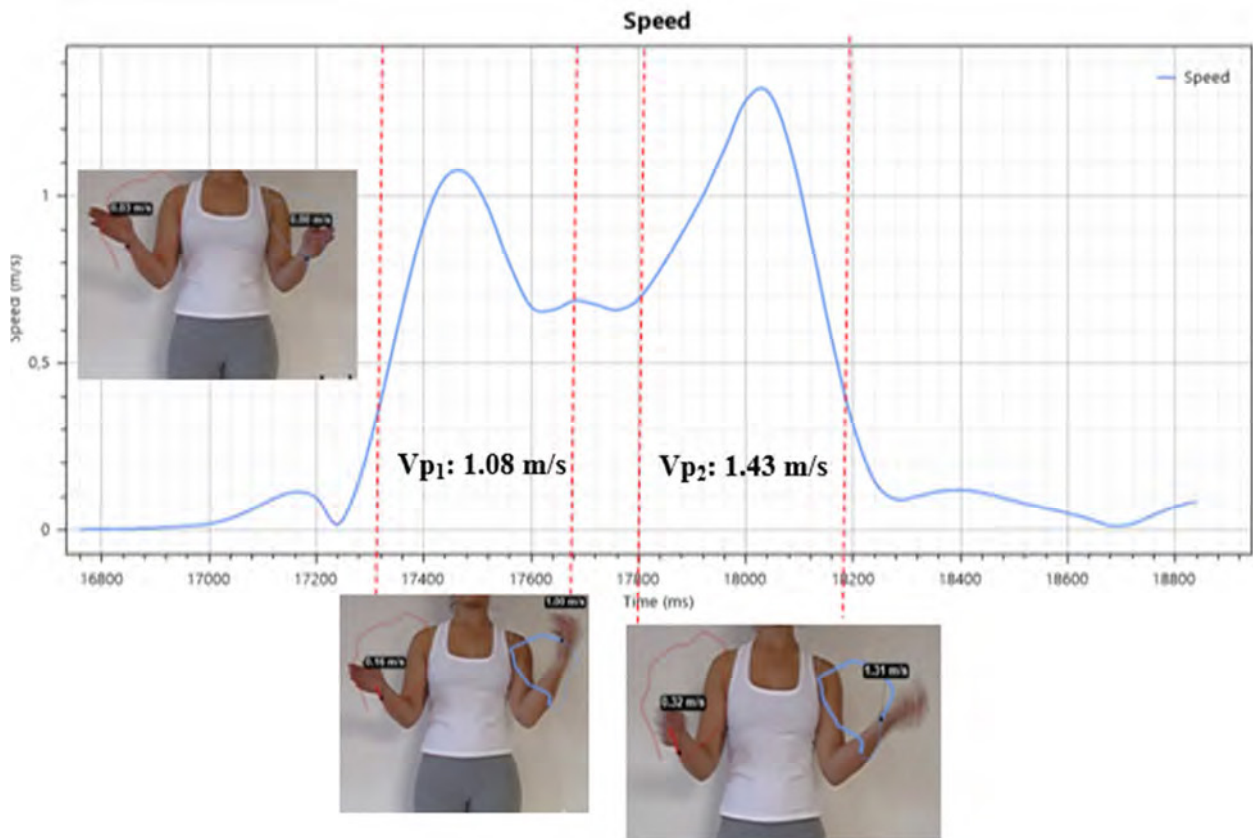 Speed
Speed
Speed (m/s)
1
0,5
0
0.03 m/s
0.00 m/s
Vp₁: 1.08 m/s
Vp₂: 1.43 m/s
16800 17000 17200 17400 17600 17800 18000 18200 18400 18600 18800
Time (ms)
1.00 m/s
0.16 m/s
1.31 m/s
0.32 m/s